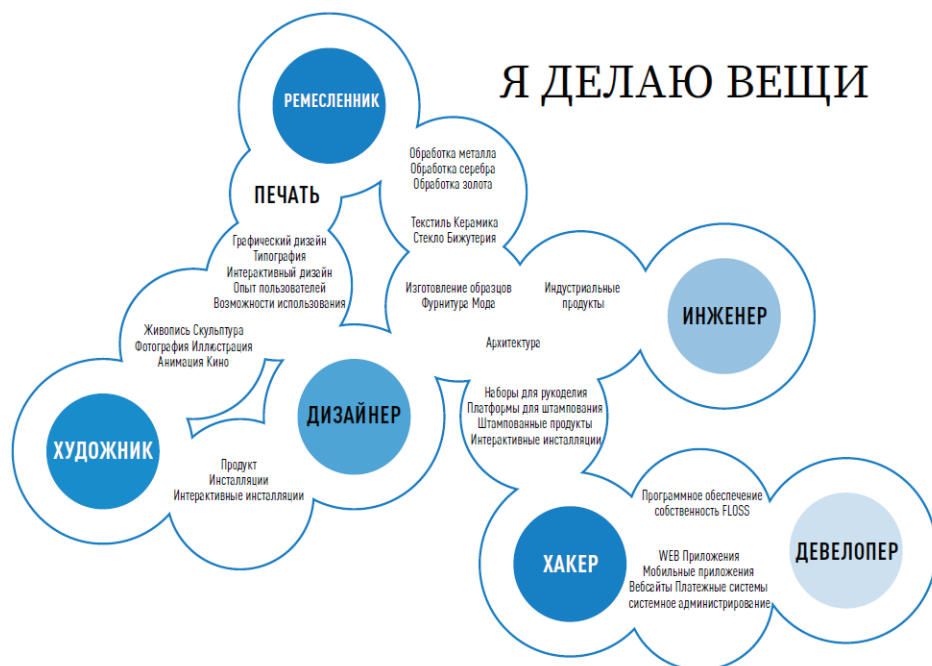 Я ДЕЛАЮ ВЕЩИ
РЕМЕСЛЕННИК
Обработка металла
Обработка серебра
Обработка золота
Текстиль Керамика
Стекло Бижутерия
ПЕЧАТЬ
Графический дизайн
Типография
Интерактивный дизайн
Опыт пользователей
Возможности использования
Изготовление образцов
Фурнитура Мода
Индустриальные
продукты
ИНЖЕНЕР
Живопись Скульптура
Фотография Иллюстрация
Анимация Кино
Архитектура
ДИЗАЙНЕР
Наборы для рукоделия
Платформы для штампования
Штампованные продукты
Интерактивные инсталляции
ХУДОЖНИК
Продукт
Инсталляции
Интерактивные инсталляции
Программное обеспечение
собственность FLOSS
ХАКЕР
WEB Приложения
Мобильные приложения
Вебсайты Платежные системы
системное администрирование
ДЕВЕЛОПЕР